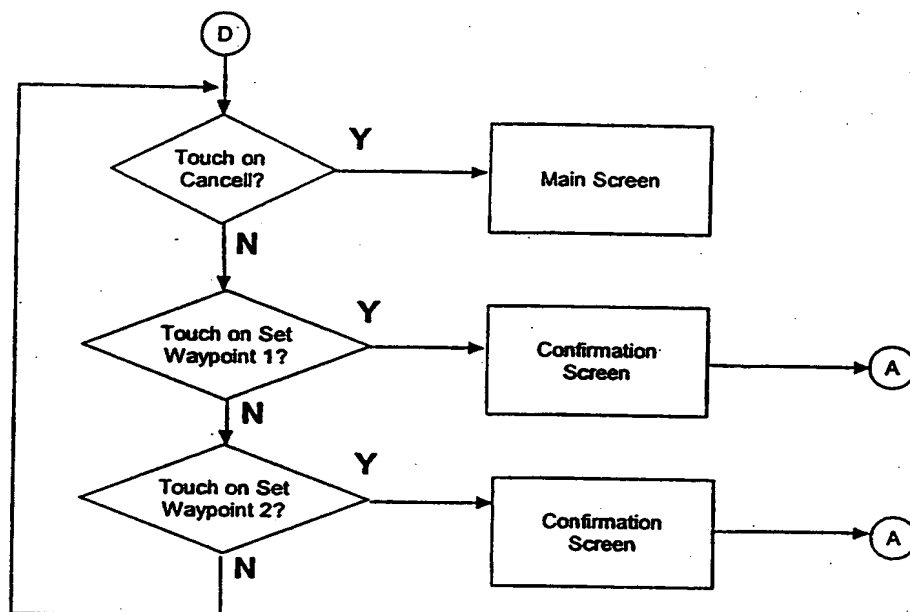 D
Touch on
Cancell?
Y
Main Screen
N
Touch on Set
Waypoint 1?
Y
Confirmation
Screen
A
N
Touch on Set
Waypoint 2?
Y
Confirmation
Screen
A
N